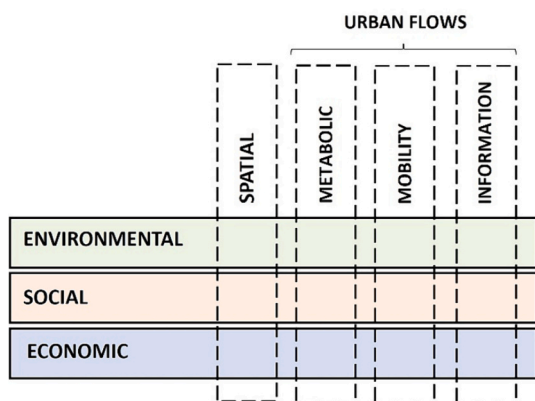 URBAN FLOWS
SPATIAL
METABOLIC
MOBILITY
INFORMATION
ENVIRONMENTAL
SOCIAL
ECONOMIC